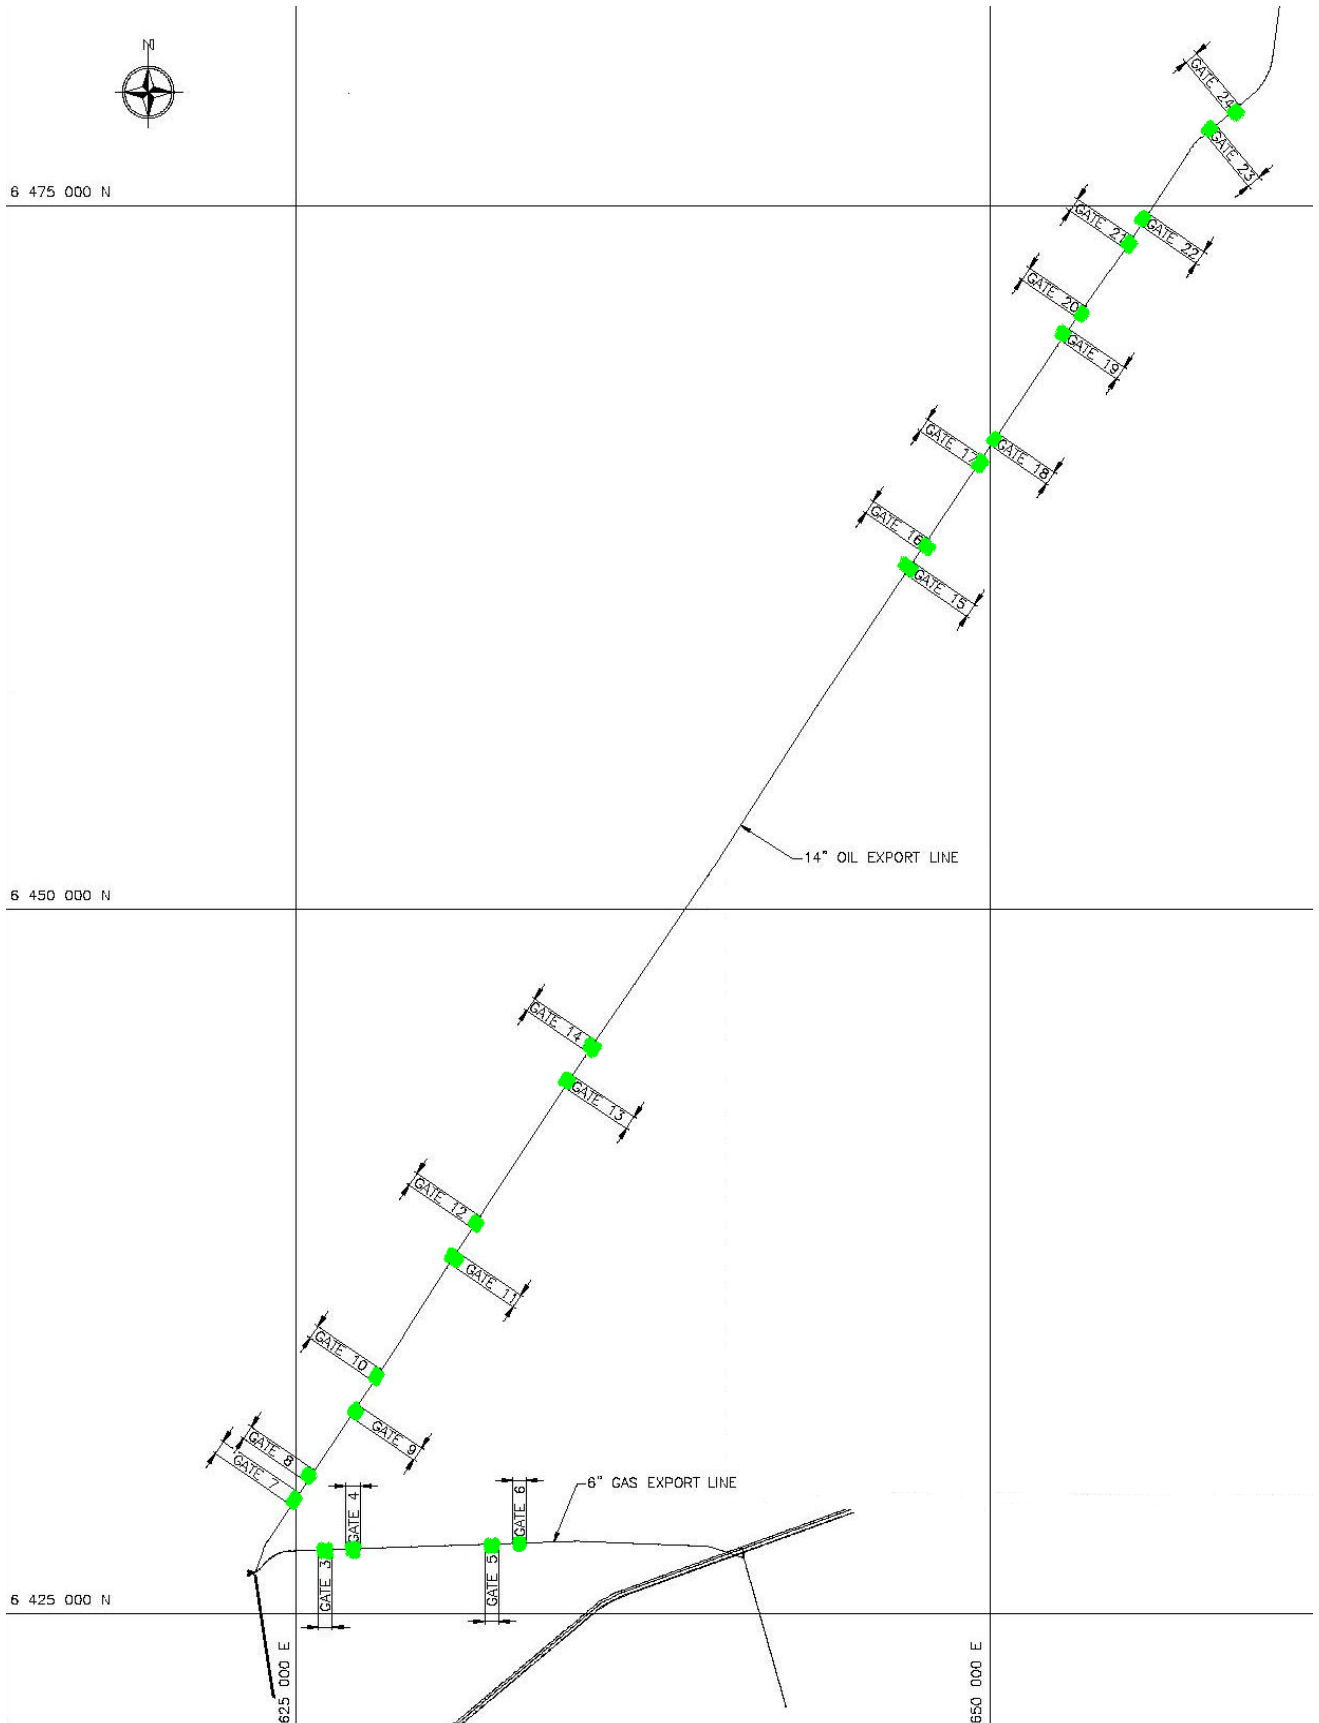 N
GATE 24
GATE 23
6 475 000 N
GATE 21
GATE 22
GATE 20
GATE 19
GATE 17
GATE 18
GATE 16
GATE 15
14" OIL EXPORT LINE
6 450 000 N
GATE 14
GATE 13
GATE 12
GATE 11
GATE 10
GATE 9
GATE 8
GATE 7
GATE 4
GATE 6
6" GAS EXPORT LINE
GATE 3
GATE 5
6 425 000 N
625 000 E
650 000 E